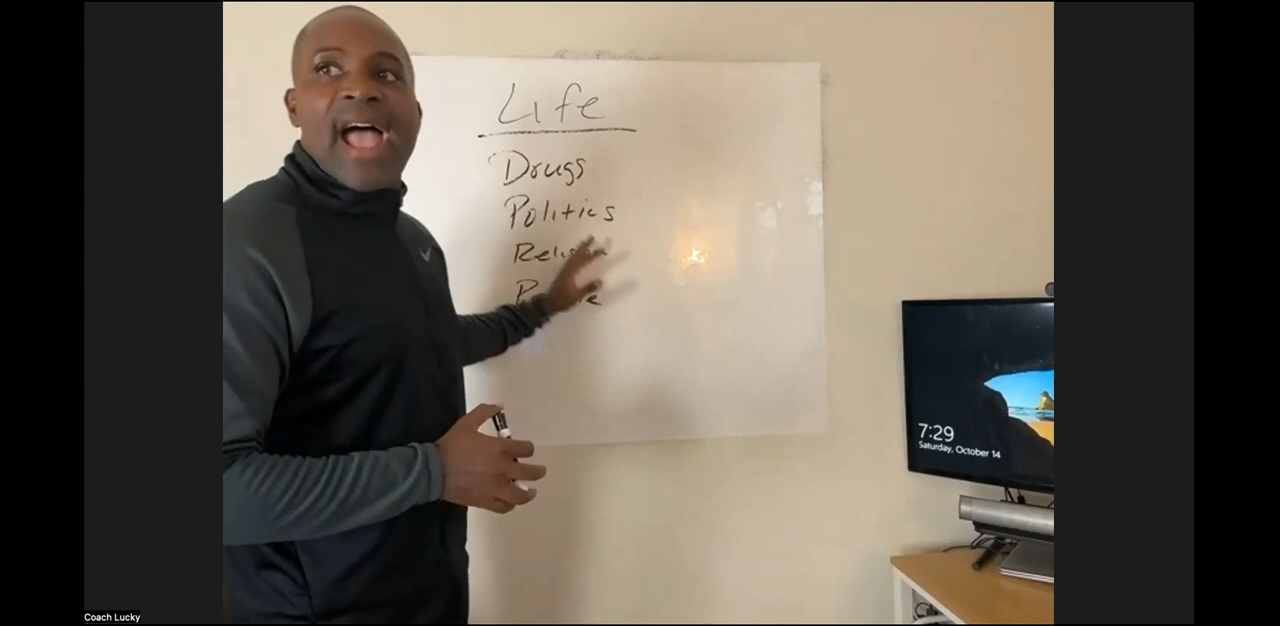 Life
Drugs
Politics
7:29
Saturday, October 14
Coach Lucky